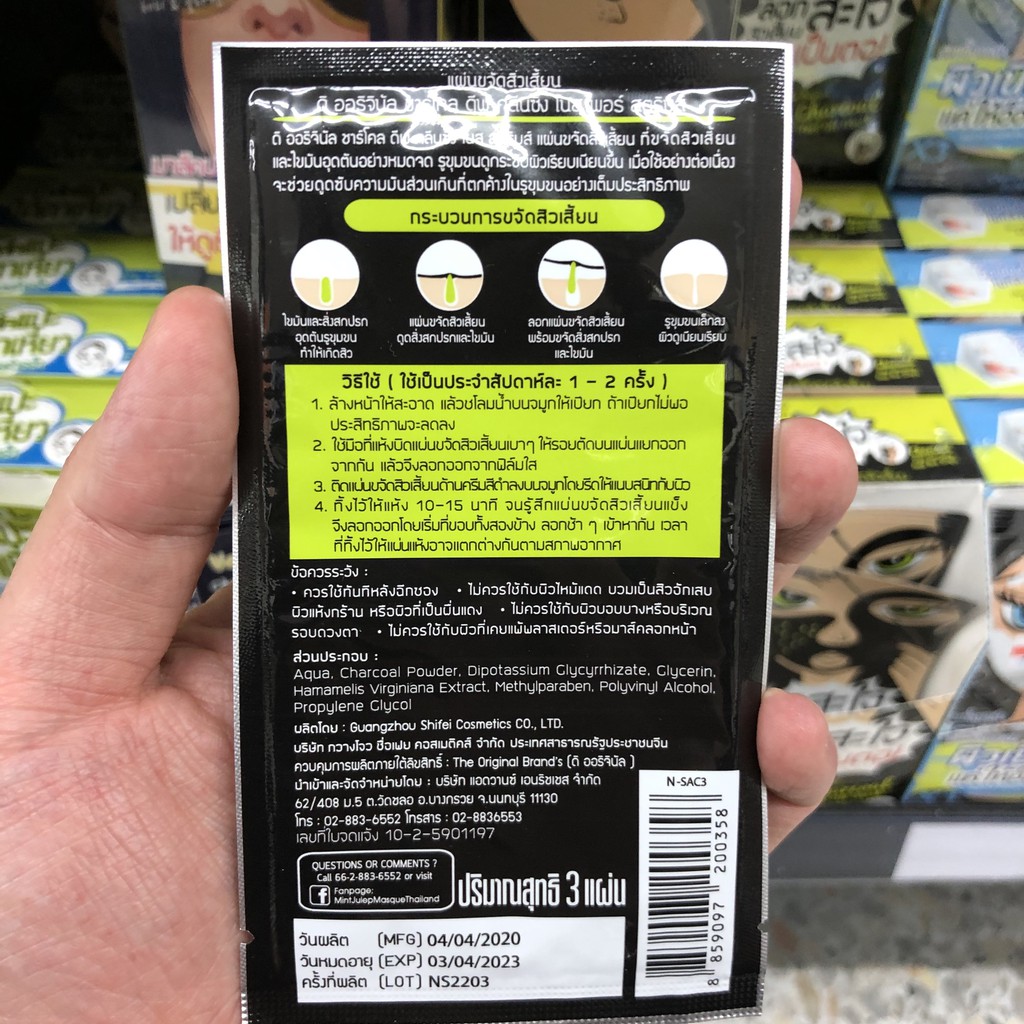 แผ่นขจัดสิวเสี้ยน
ดิ ออริจินัล ชาร์โคล ดีพ คลีนซิ่ง โนส
ดิ ออริจินัล ชาร์โคล ดีพ คลีนซิ่ง โนส แผ่นขจัดสิวเสี้ยน ที่ขจัดสิวเสี้ยน
และไขมันอุดตันอย่างหมดจด รูขุมขนดูกระชับผิวเรียบเนียนขึ้น เมื่อใช้อย่างต่อเนื่อง
จะช่วยดูดซับความมันส่วนเกินที่ตกค้างในรูขุมขนอย่างเต็มประสิทธิภาพ
กระบวนการขจัดสิวเสี้ยน
ไขมันและสิ่งสกปรก
อุดตันรูขุมขน
ทำให้เกิดสิว
แผ่นขจัดสิวเสี้ยน
ดูดสิ่งสกปรกและไขมัน
ลอกแผ่นขจัดสิวเสี้ยน
พร้อมขจัดสิ่งสกปรก
และไขมัน
รูขุมขนเล็กลง
ผิวดูเนียนเรียบ
วิธีใช้ ( ใช้เป็นประจำสัปดาห์ละ 1 - 2 ครั้ง )
1. ล้างหน้าให้สะอาด แล้วชโลมน้ำบนจมูกให้เปียก ถ้าเปียกไม่พอ
ประสิทธิภาพจะลดลง
2. ใช้มือที่แห้งบิดแผ่นขจัดสิวเสี้ยนเบาๆ ให้รอยตัดบนแผ่นแยกออก
จากกัน แล้วจึงลอกออกจากฟิล์มใส
3. ติดแผ่นขจัดสิวเสี้ยนด้านครีมสีดำลงบนจมูกโดยรีดให้แนบสนิทกับผิว
4. ทิ้งไว้ให้แห้ง 10-15 นาที จนรู้สึกแผ่นขจัดสิวเสี้ยนแข็ง
จึงลอกออกโดยเริ่มที่ขอบทั้งสองข้าง ลอกช้า ๆ เข้าหากัน เวลา
ที่ทิ้งไว้ให้แผ่นแห้งอาจแตกต่างกันตามสภาพอากาศ
ข้อควรระวัง :
• ควรใช้ทันทีหลังฉีกซอง • ไม่ควรใช้กับผิวไหม้แดด บวมเป็นสิวอักเสบ
ผิวแห้งกร้าน หรือผิวที่เป็นผื่นแดง • ไม่ควรใช้กับผิวบอบบางหรือบริเวณ
รอบดวงตา • ไม่ควรใช้กับผิวที่เคยแพ้พลาสเตอร์หรือมาส์คลอกหน้า
ส่วนประกอบ :
Aqua, Charcoal Powder, Dipotassium Glycyrrhizate, Glycerin,
Hamamelis Virginiana Extract, Methylparaben, Polyvinyl Alcohol,
Propylene Glycol
ผลิตโดย : Guangzhou Shifei Cosmetics CO., LTD.
บริษัท กวางโจว ชื่อเฟย คอสเมติคส์ จำกัด ประเทศสาธารณรัฐประชาชนจีน
ควบคุมการผลิตภายใต้ลิขสิทธิ์ : The Original Brand's (ดิ ออริจินัล )
นำเข้าและจัดจำหน่ายโดย : บริษัท แอดวานซ์ เอนริชเชส จำกัด
62/408 ม.5 ต.วัดชลอ อ.บางกรวย จ.นนทบุรี 11130
โทร : 02-883-6552 โทรสาร : 02-8836553
เลขที่ใบจดแจ้ง 10-2-5901197
QUESTIONS OR COMMENTS ?
Call 66-2-883-6552 or visit
f Fanpage:
MintJulepMasqueThailand
ปริมาณสุทธิ 3 แผ่น
วันผลิต (MFG) 04/04/2020
วันหมดอายุ (EXP) 03/04/2023
ครั้งที่ผลิต (LOT) NS2203
N-SAC3
8 859097 200358